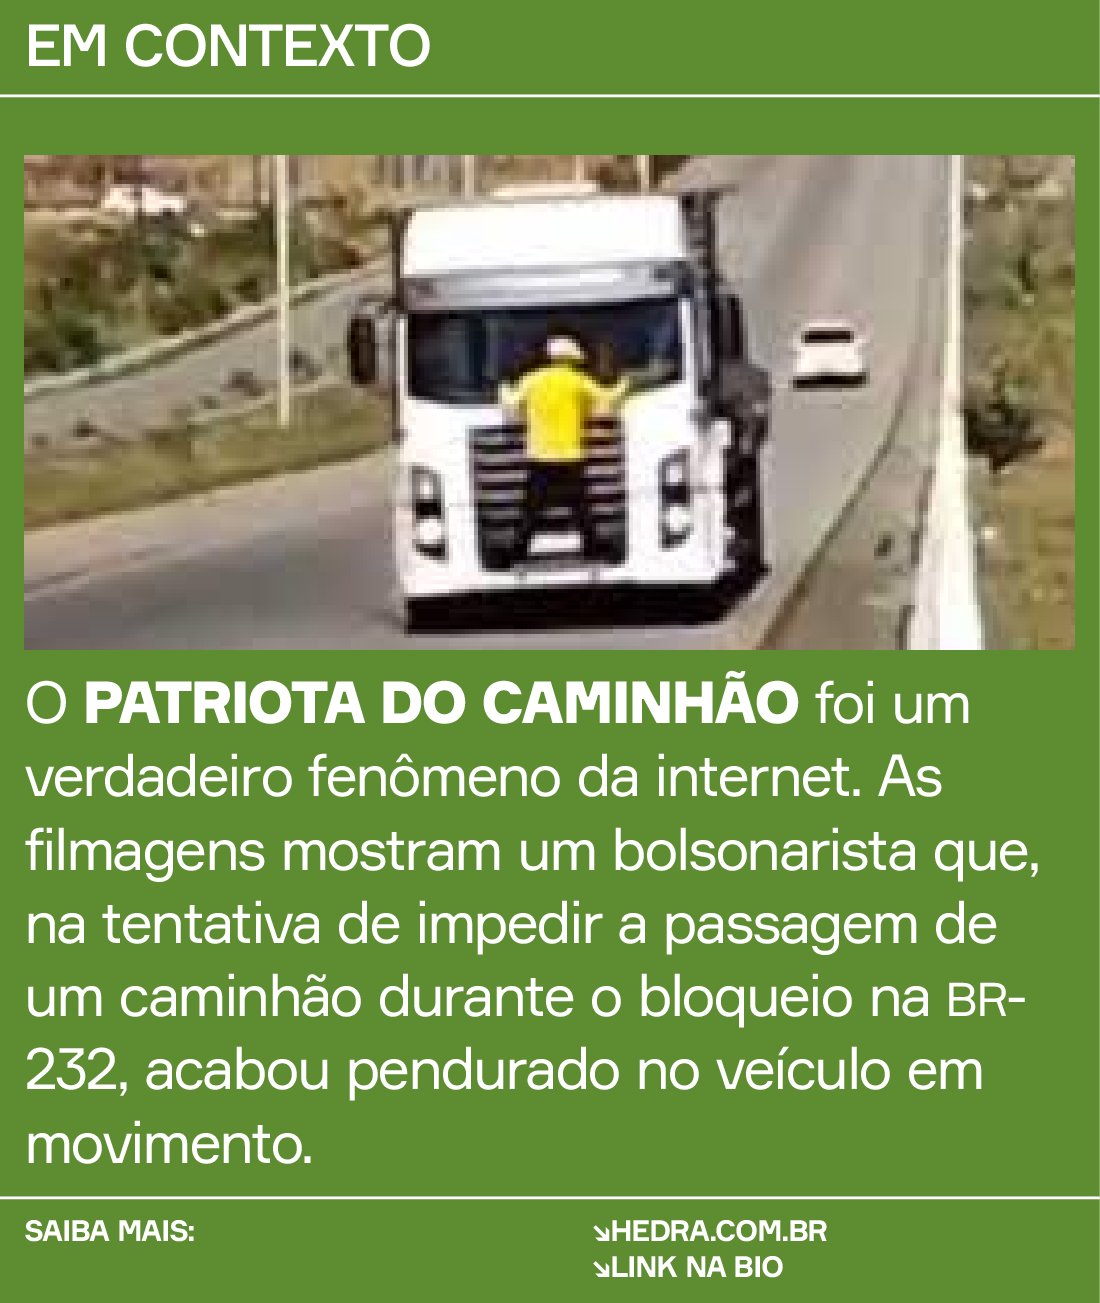 EM CONTEXTO
O PATRIOTA DO CAMINHÃO foi um
verdadeiro fenômeno da internet. As
filmagens mostram um bolsonarista que,
na tentativa de impedir a passagem de
um caminhão durante o bloqueio na BR-
232, acabou pendurado no veículo em
movimento.
SAIBA MAIS:
↘HEDRA.COM.BR
↘LINK NA BIO